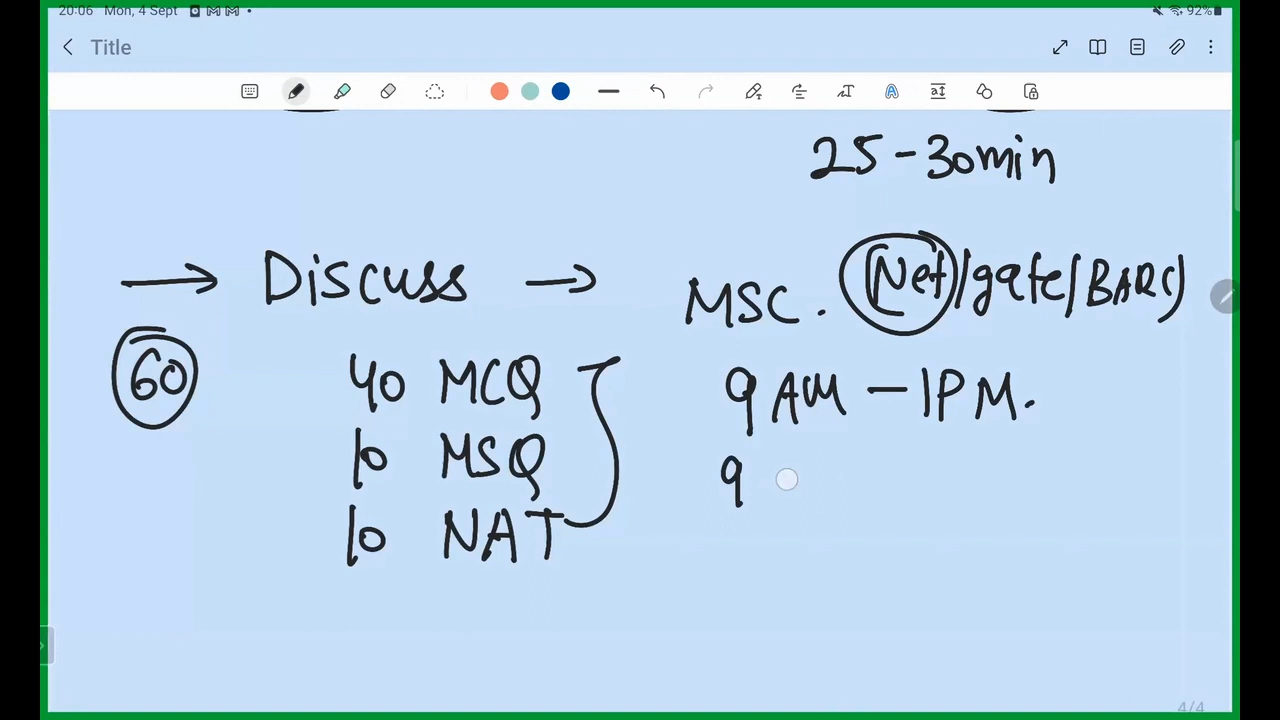 20:06 Mon, 4 Sept
92%
Title
25-30min
→ Discuss → MSC. (Net/gate/BARC)
60 40 MCQ 9 AM - 1PM.
10 MSQ 9
10 NAT
4/4